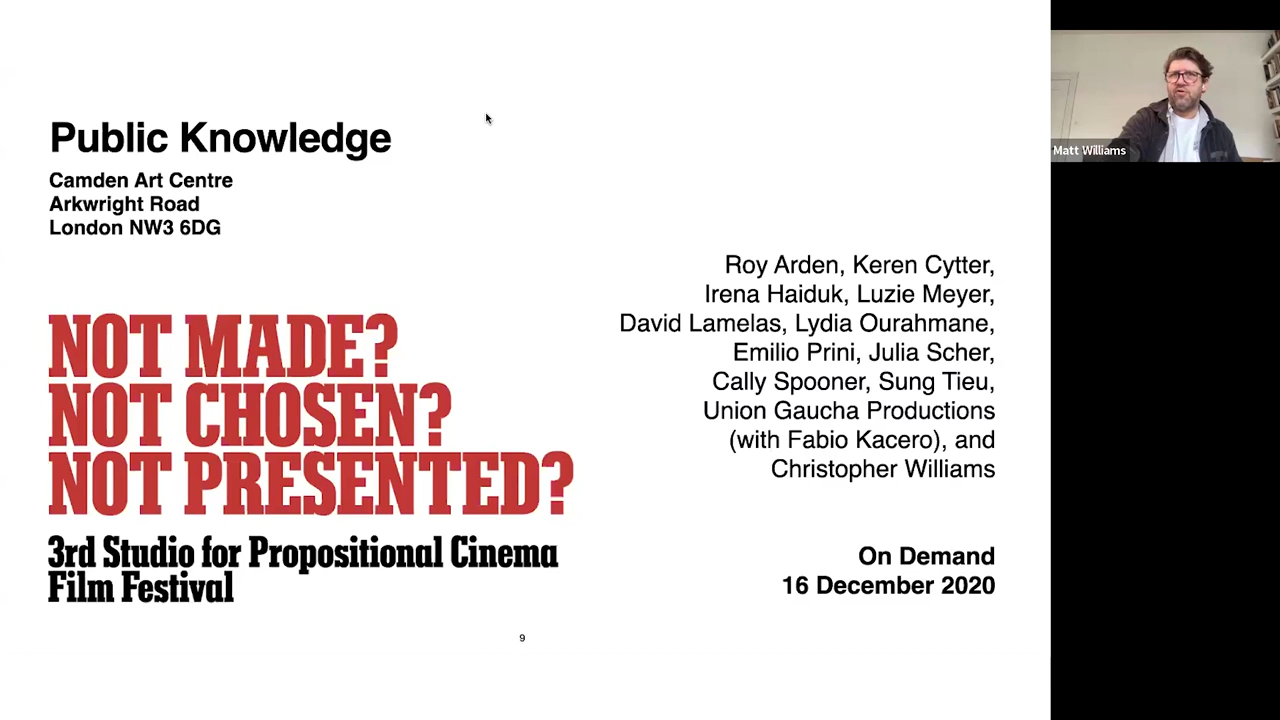 Public Knowledge
Camden Art Centre
Arkwright Road
London NW3 6DG
NOT MADE?
NOT CHOSEN?
NOT PRESENTED?
3rd Studio for Propositional Cinema
Film Festival
Roy Arden, Keren Cytter,
Irena Haiduk, Luzie Meyer,
David Lamelas, Lydia Ourahmane,
Emilio Prini, Julia Scher,
Cally Spooner, Sung Tieu,
Union Gaucha Productions
(with Fabio Kacero), and
Christopher Williams
On Demand
16 December 2020
9
Matt Williams